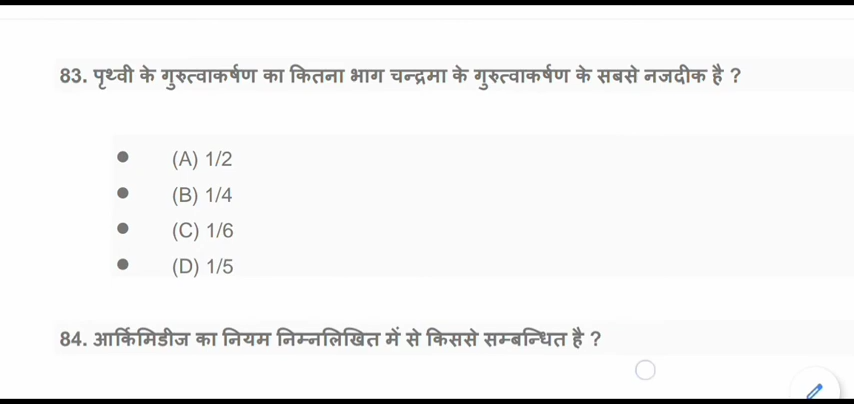 83. पृथ्वी के गुरुत्वाकर्षण का कितना भाग चन्द्रमा के गुरुत्वाकर्षण के सबसे नजदीक है ?
(A) 1/2
(B) 1/4
(C) 1/6
(D) 1/5
84. आर्किमिडीज का नियम निम्नलिखित में से किससे सम्बन्धित है ?